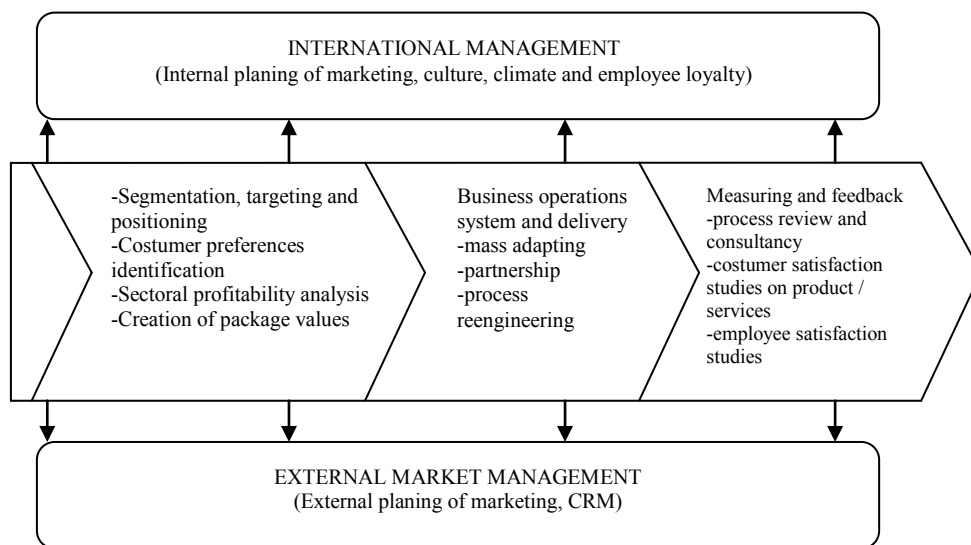 INTERNATIONAL MANAGEMENT
(Internal planing of marketing, culture, climate and employee loyalty)
-Segmentation, targeting and
positioning
-Costumer preferences
identification
-Sectoral profitability analysis
-Creation of package values
Business operations
system and delivery
-mass adapting
-partnership
-process
reengineering
Measuring and feedback
-process review and
consultancy
-costumer satisfaction
studies on product /
services
-employee satisfaction
studies
EXTERNAL MARKET MANAGEMENT
(External planing of marketing, CRM)